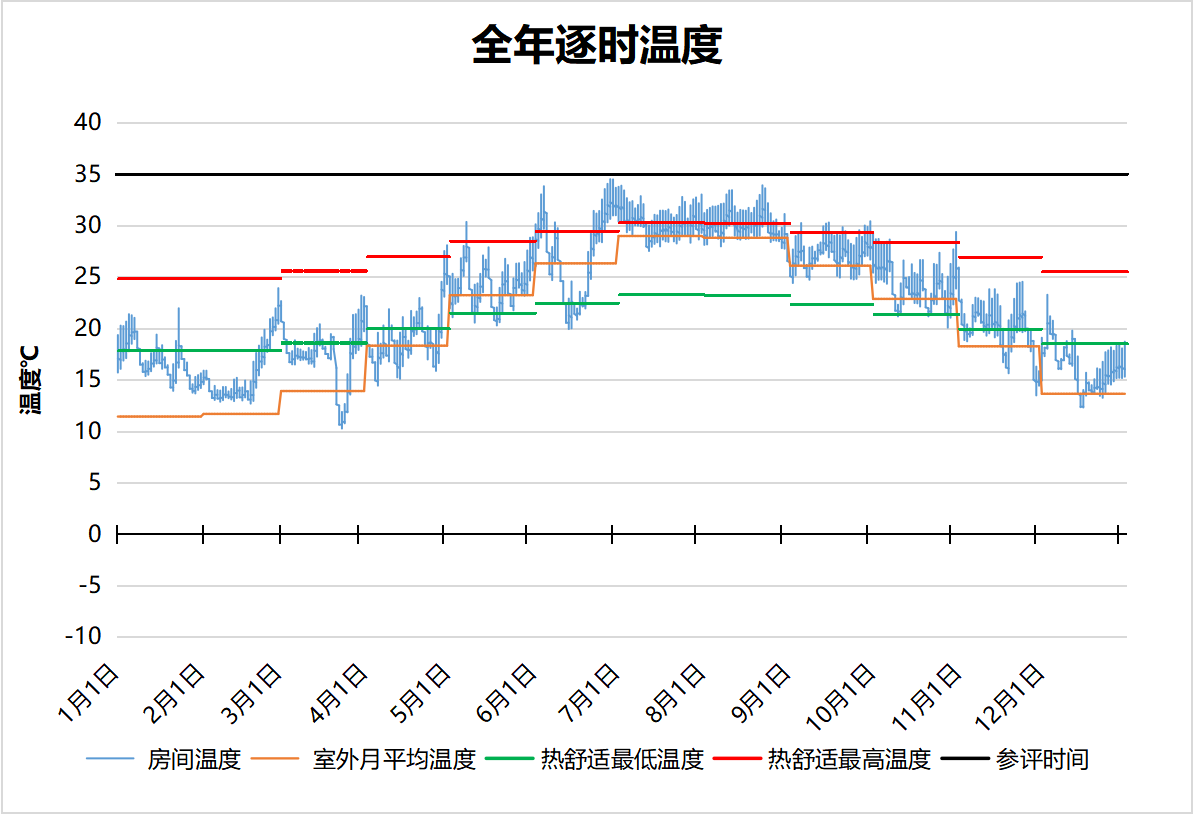 全年逐时温度
温度℃
40
35
30
25
20
15
10
5
0
-5
-10
1月1日
2月1日
3月1日
4月1日
5月1日
6月1日
7月1日
8月1日
9月1日
10月1日
11月1日
12月1日
房间温度 室外月平均温度 热舒适最低温度 热舒适最高温度 参评时间